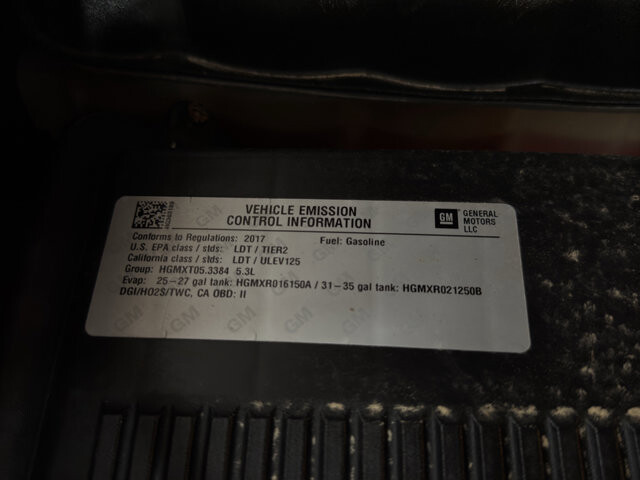 VEHICLE EMISSION
CONTROL INFORMATION
GM GENERAL MOTORS LLC
Conforms to Regulations: 2017 Fuel: Gasoline
U.S. EPA class / stds: LDT / TIER2
California class / stds: LDT / ULEV125
Group: HGMXT05.3384 5.3L
Evap: 25-27 gal tank: HGMXR016150A / 31-35 gal tank: HGMXR021250B
DGI/HO2S/TWC, CA OBD: II